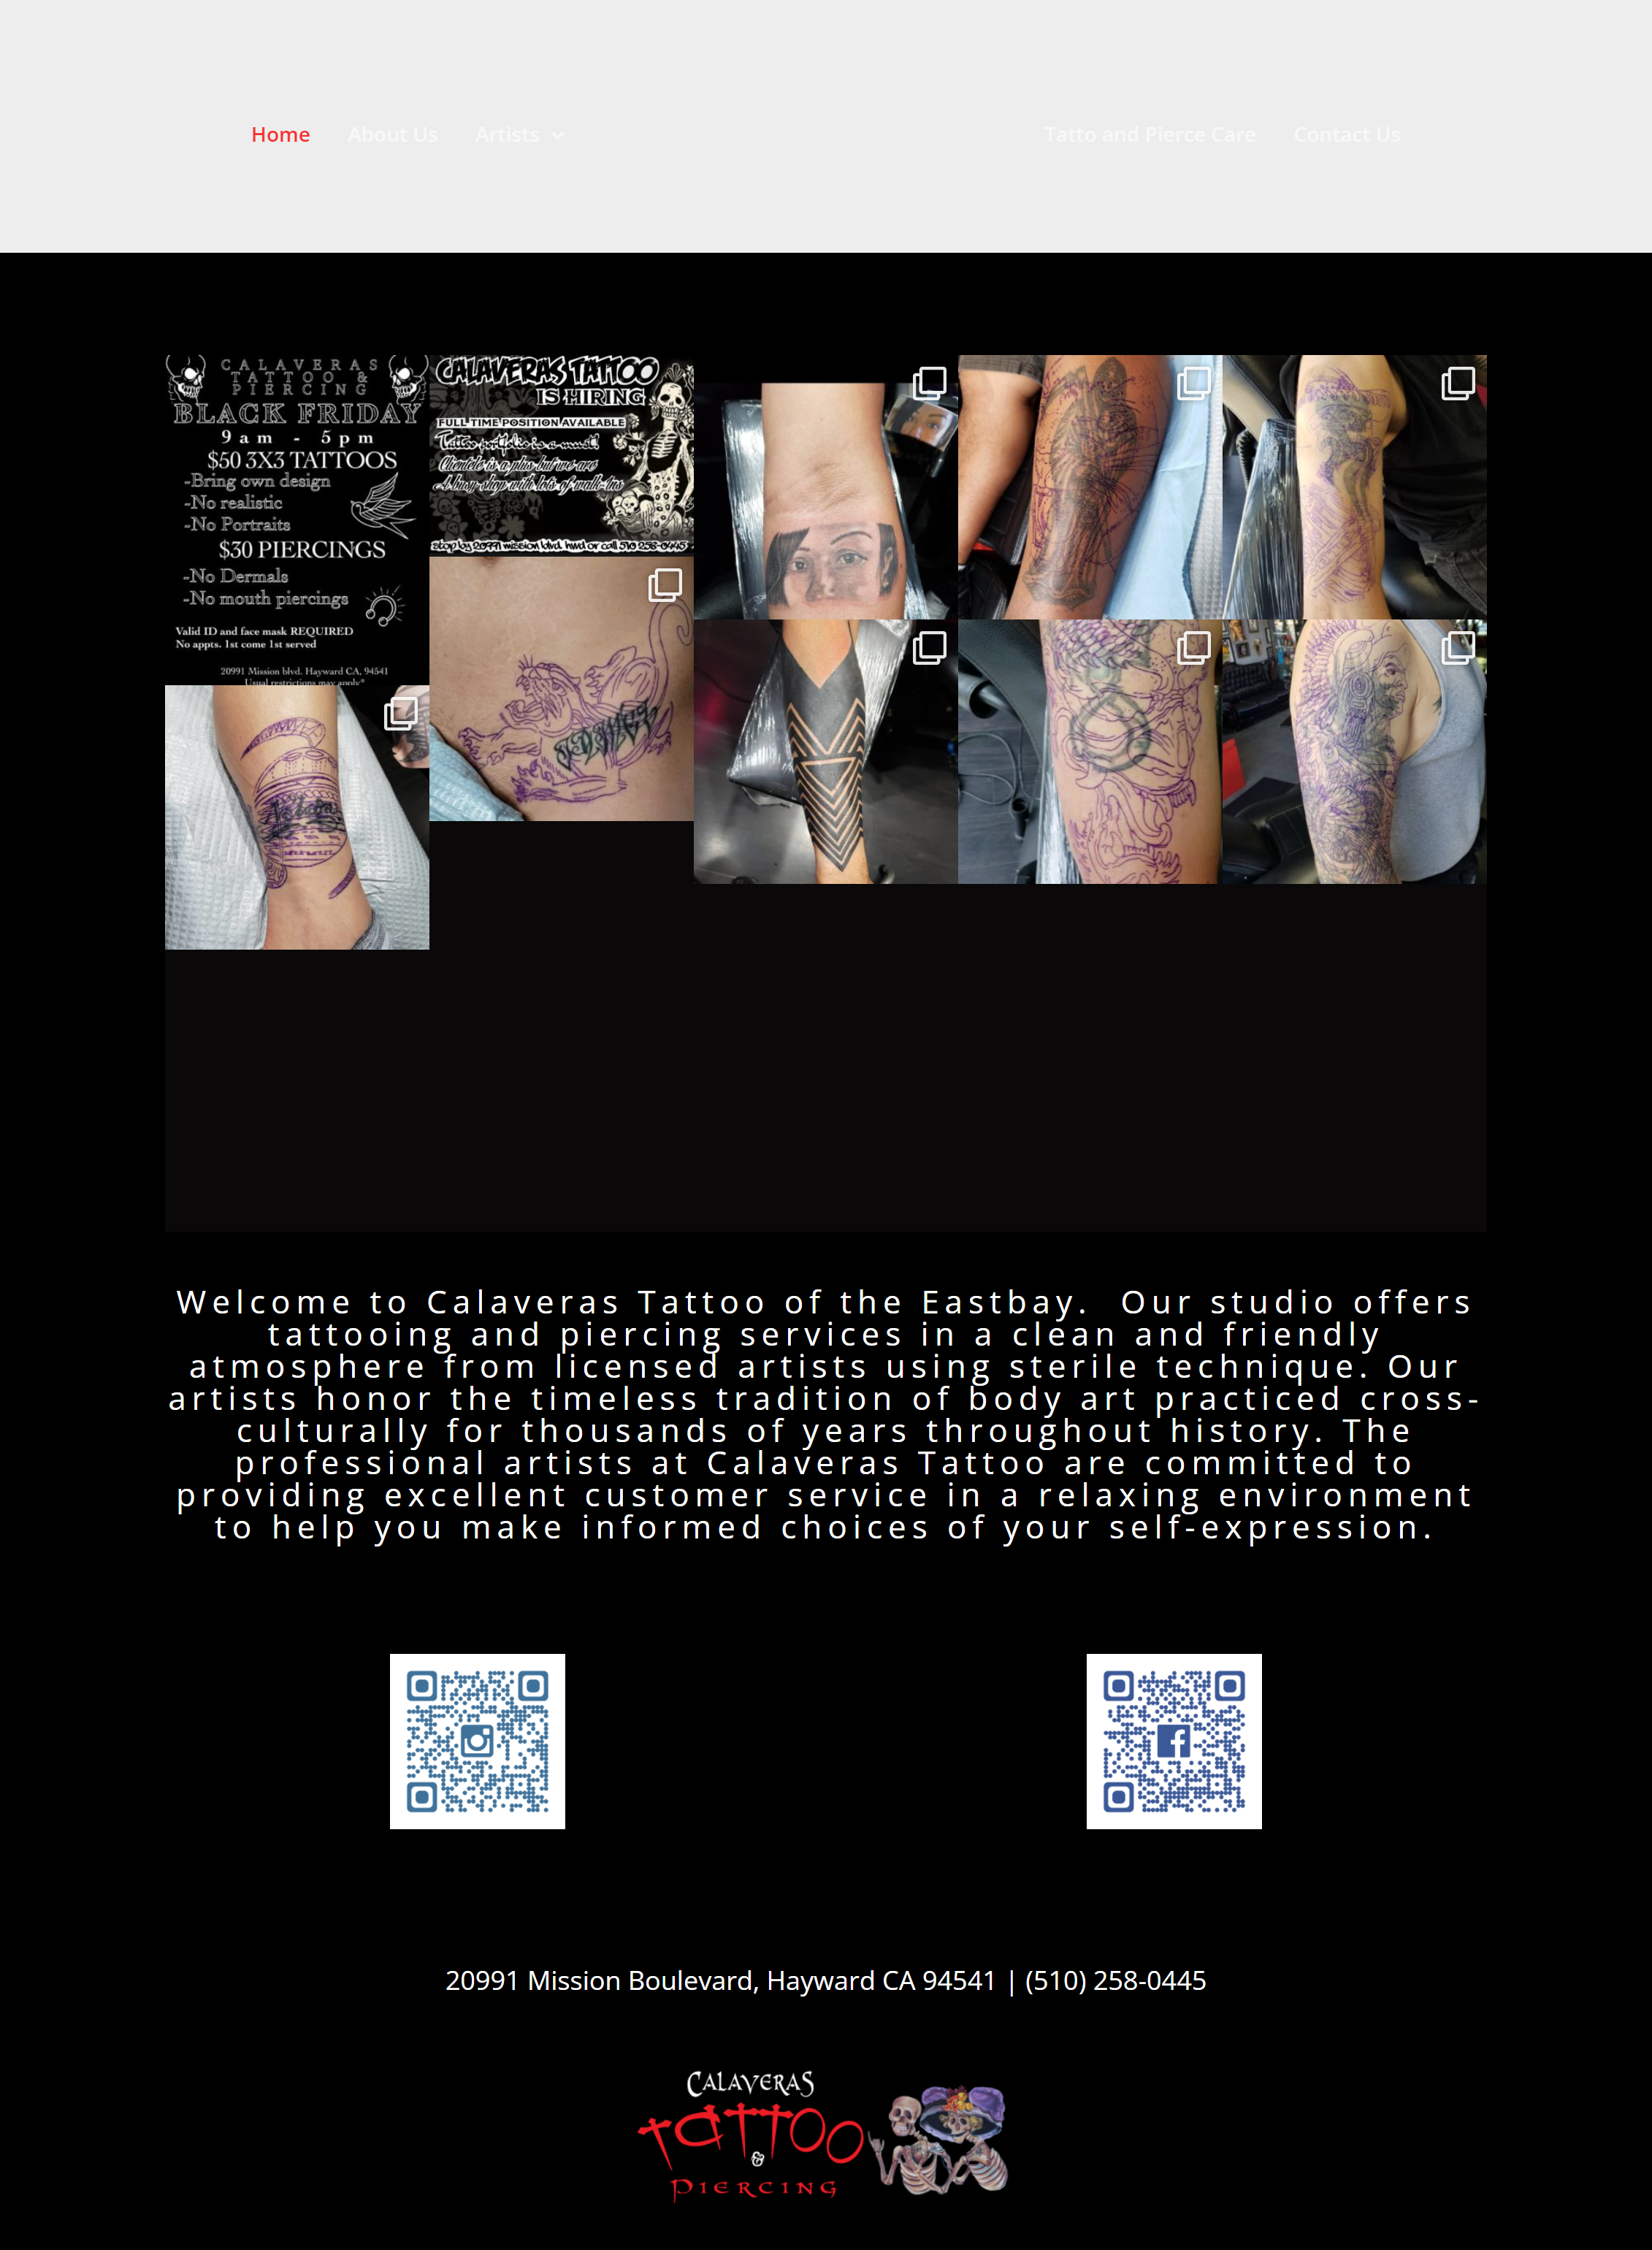 Home About Us Artists Tatto and Pierce Care Contact Us
CALAVERAS
TATTOO &
PIERCING
BLACK FRIDAY
9am - 5pm
$50 3X3 TATTOOS
-Bring own design
-No realistic
-No Portraits
$30 PIERCINGS
-No Dermals
-No mouth piercings
Valid ID and face mask REQUIRED
No appts. 1st come 1st served
20991 Mission blvd. Hayward CA, 94541
Usual restrictions may apply*
CALAVERAS TATTOO
IS HIRING
FULL TIME POSITION AVAILABLE
Tattoo portfolio is a must!
Clientele is a plus but we are
A busy shop with lots of walk-ins
stop by 20991 mission blvd. hwd or call 510 258-0445
Welcome to Calaveras Tattoo of the Eastbay. Our studio offers
tattooing and piercing services in a clean and friendly
atmosphere from licensed artists using sterile technique. Our
artists honor the timeless tradition of body art practiced cross-
culturally for thousands of years throughout history. The
professional artists at Calaveras Tattoo are committed to
providing excellent customer service in a relaxing environment
to help you make informed choices of your self-expression.
20991 Mission Boulevard, Hayward CA 94541 | (510) 258-0445
CALAVERAS
TATTOO
&
PIERCING